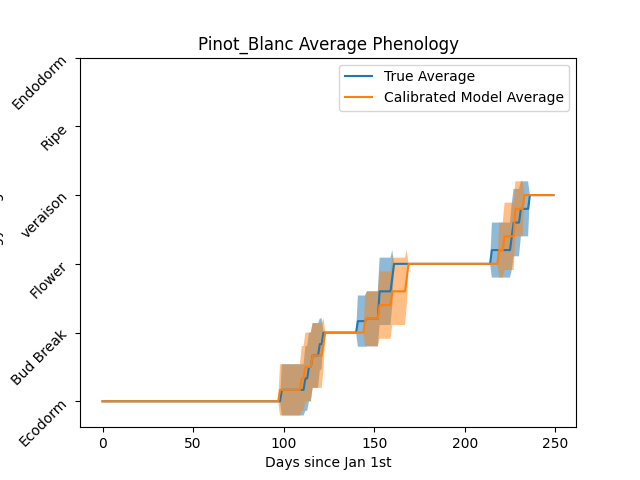 Pinot_Blanc Average Phenology
True Average
Calibrated Model Average
Endodorm
Ripe
veraison
Flower
Bud Break
Ecodorm
0 50 100 150 200 250
Days since Jan 1st